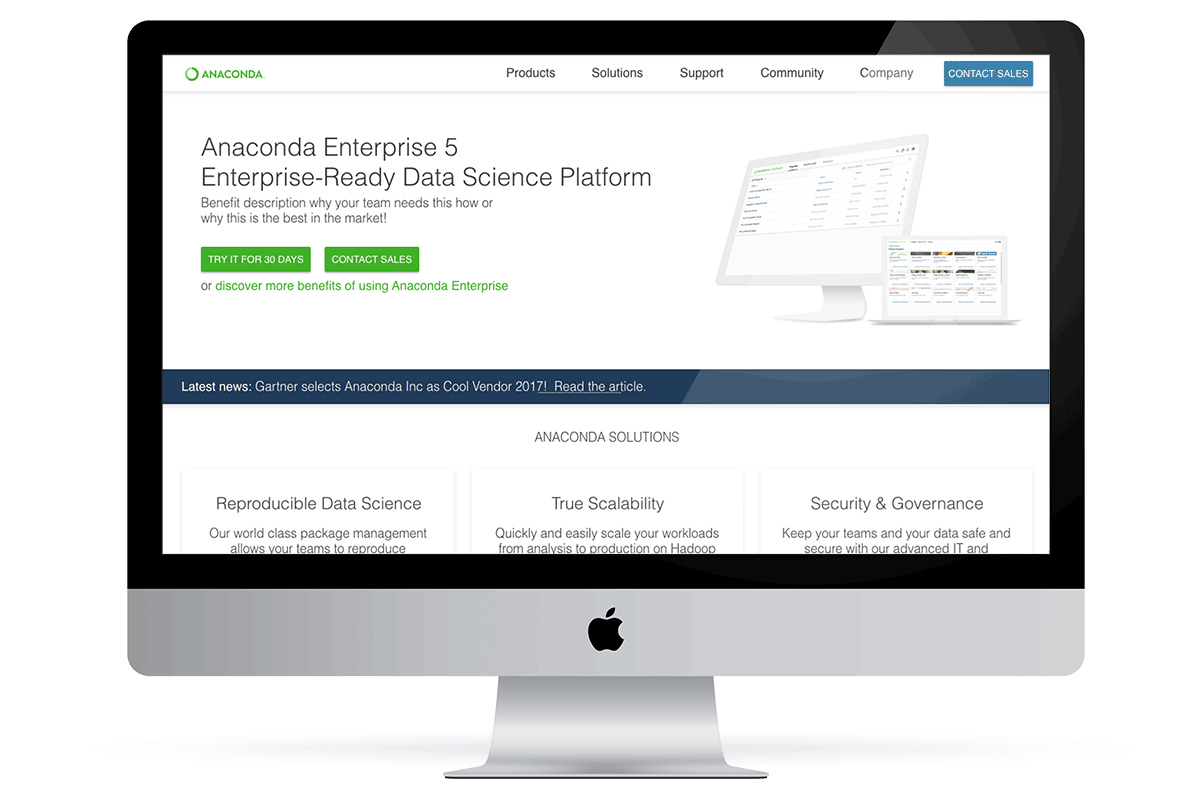 ANACONDA
Products Solutions Support Community Company CONTACT SALES
Anaconda Enterprise 5
Enterprise-Ready Data Science Platform
Benefit description why your team needs this how or
why this is the best in the market!
TRY IT FOR 30 DAYS CONTACT SALES
or discover more benefits of using Anaconda Enterprise
Latest news: Gartner selects Anaconda Inc as Cool Vendor 2017! Read the article.
ANACONDA SOLUTIONS
Reproducible Data Science
Our world class package management
allows your teams to reproduce
True Scalability
Quickly and easily scale your workloads
from analysis to production on Hadoop
Security & Governance
Keep your teams and your data safe and
secure with our advanced IT and